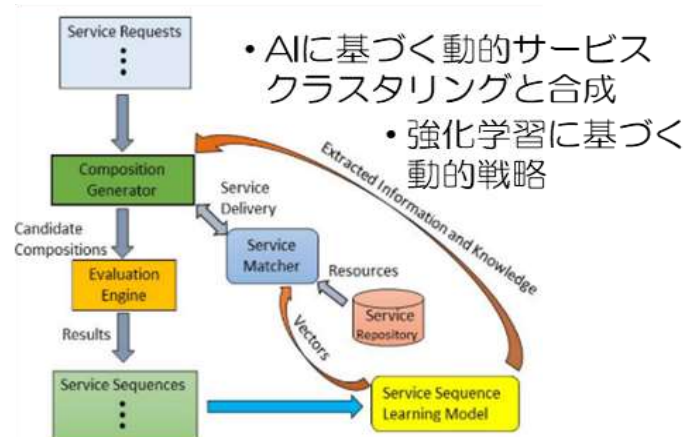 Service Requests
• AIに基づく動的サービス
クラスタリングと合成
• 強化学習に基づく
動的戦略
Extracted Information and Knowledge
Composition
Generator
Service
Delivery
Candidate
Compositions
Service
Matcher
Resources
Evaluation
Engine
Service
Repository
Results
Vectors
Service Sequences
Service Sequence
Learning Model